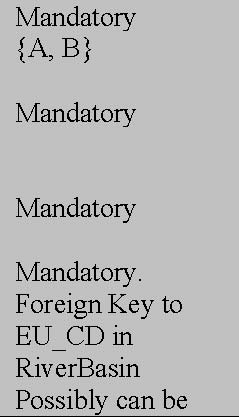 Mandatory
{A, B}
Mandatory
Mandatory
Mandatory.
Foreign Key to
EU_CD in
RiverBasin
Possibly can be